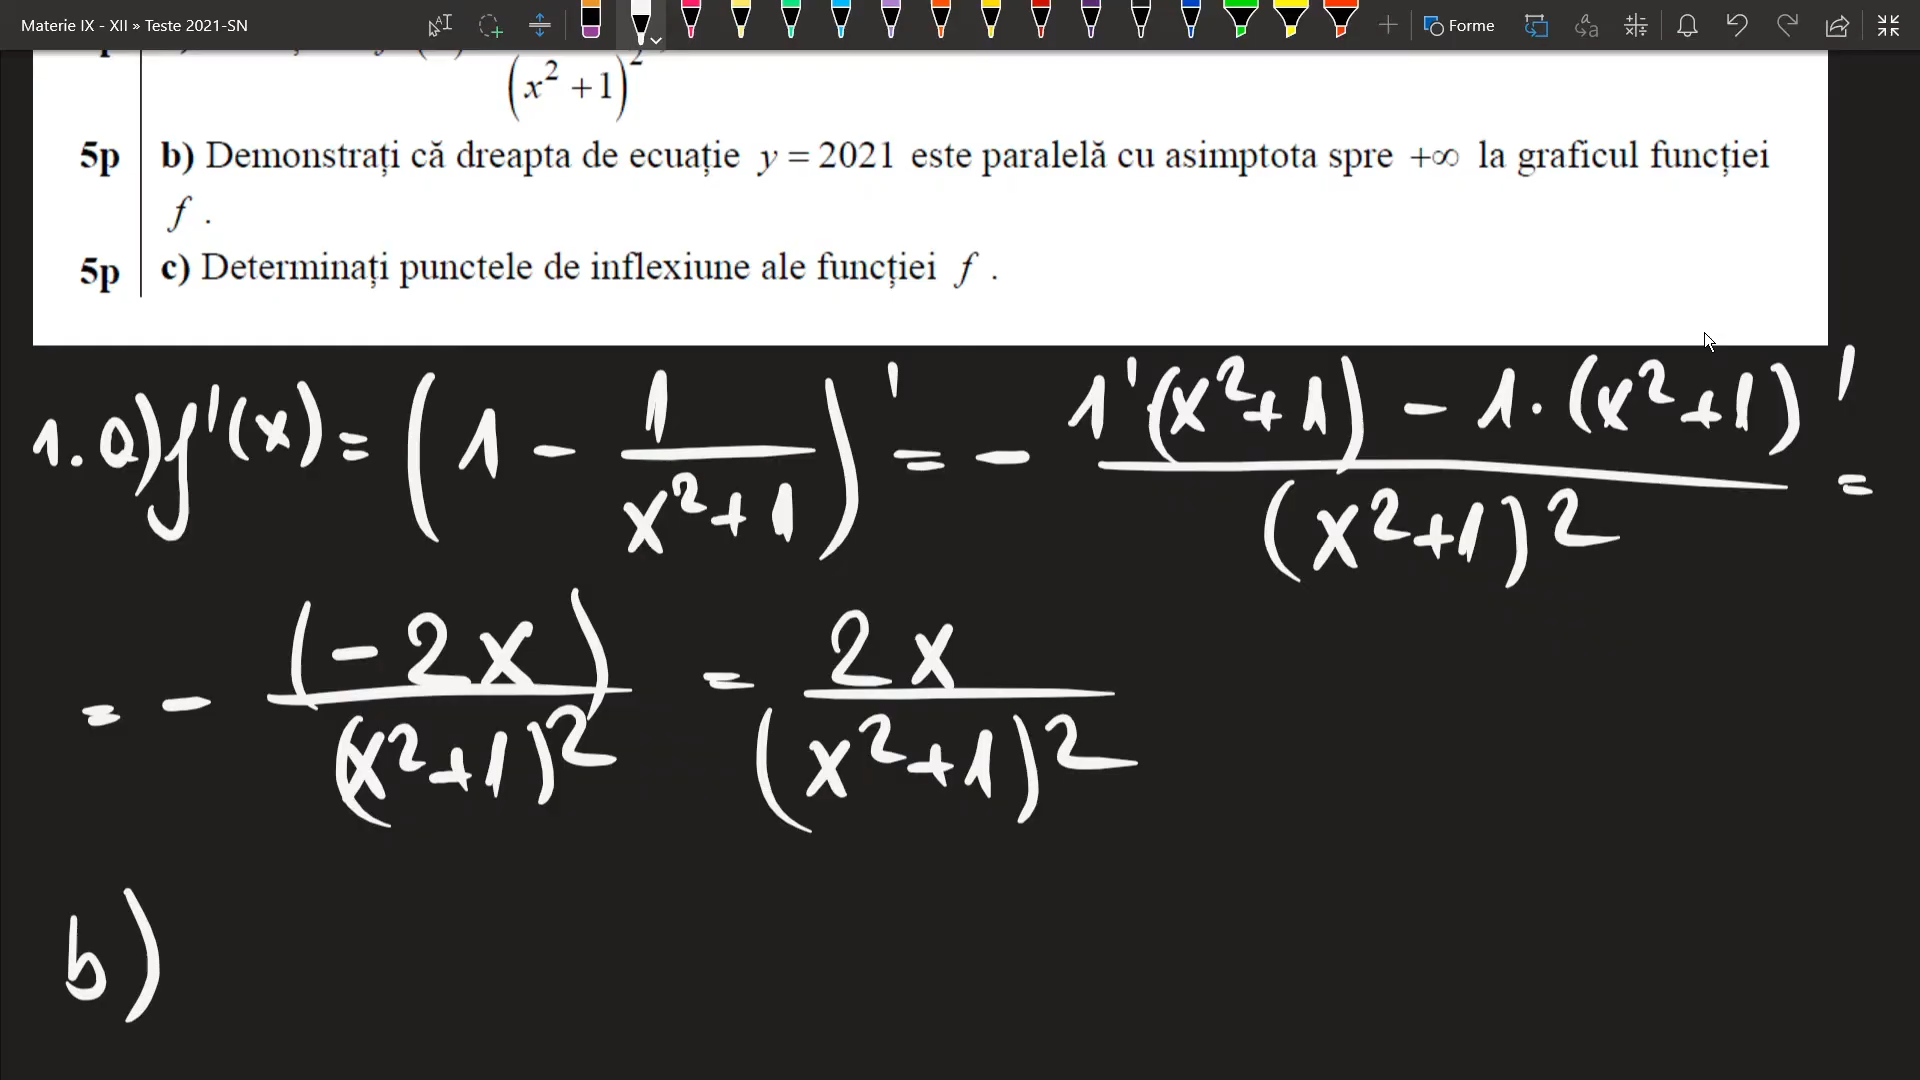 Materie IX - XII » Teste 2021-SN
Forme
(x² + 1)²
5p b) Demonstrați că dreapta de ecuație y = 2021 este paralelă cu asimptota spre +∞ la graficul funcției
f .
5p c) Determinați punctele de inflexiune ale funcției f .
1. a) f'(x) = (1 - 1/(x²+1))' = - (1'(x²+1) - 1·(x²+1)')/(x²+1)² =
= - (-2x)/(x²+1)² = 2x/(x²+1)²
b)